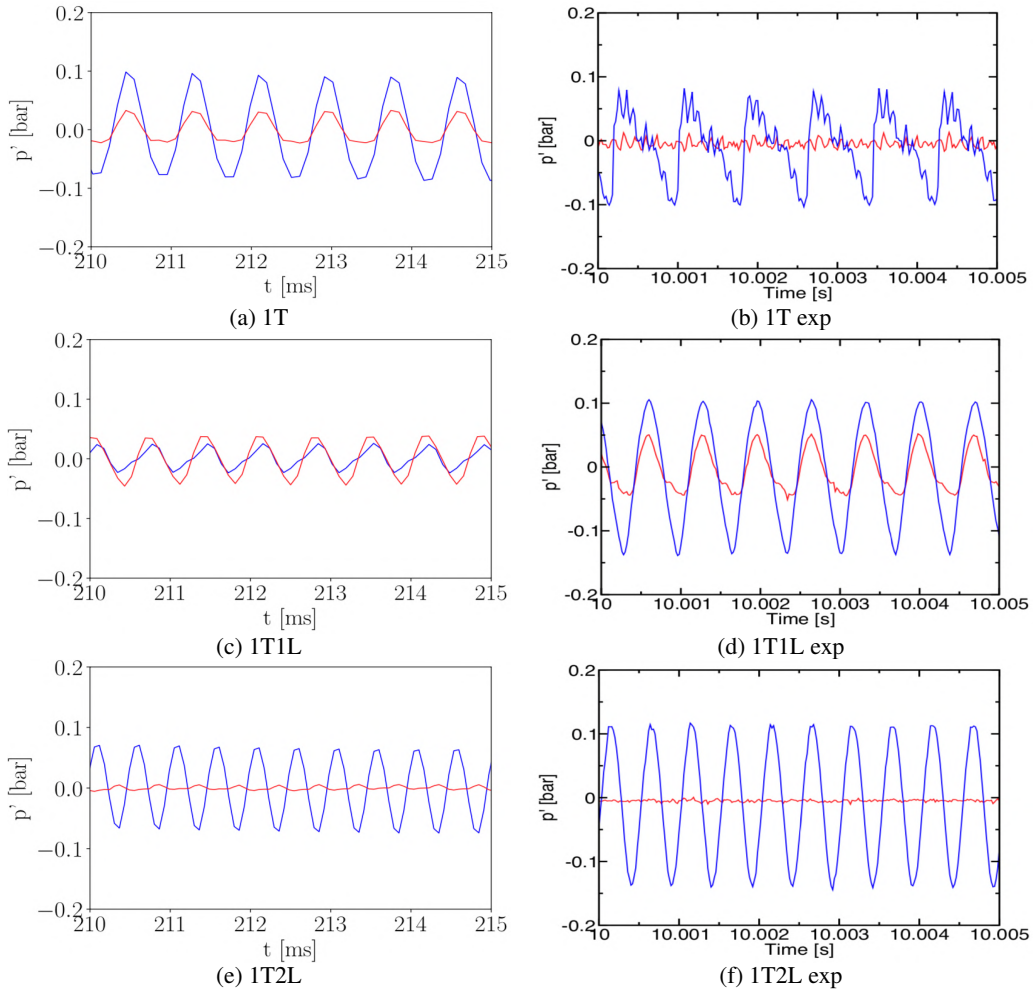 0.2
0.1
0.0
−0.1
−0.2
p' [bar]
210 211 212 213 214 215
t [ms]
(a) 1T
0.2
0.1
0
-0.1
-0.2
p' [bar]
10 10.001 10.002 10.003 10.004 10.005
Time [s]
(b) 1T exp
0.2
0.1
0.0
−0.1
−0.2
p' [bar]
210 211 212 213 214 215
t [ms]
(c) 1T1L
0.2
0.1
0
-0.1
-0.2
p' [bar]
10 10.001 10.002 10.003 10.004 10.005
Time [s]
(d) 1T1L exp
0.2
0.1
0.0
−0.1
−0.2
p' [bar]
210 211 212 213 214 215
t [ms]
(e) 1T2L
0.2
0.1
0
-0.1
-0.2
p' [bar]
10 10.001 10.002 10.003 10.004 10.005
Time [s]
(f) 1T2L exp